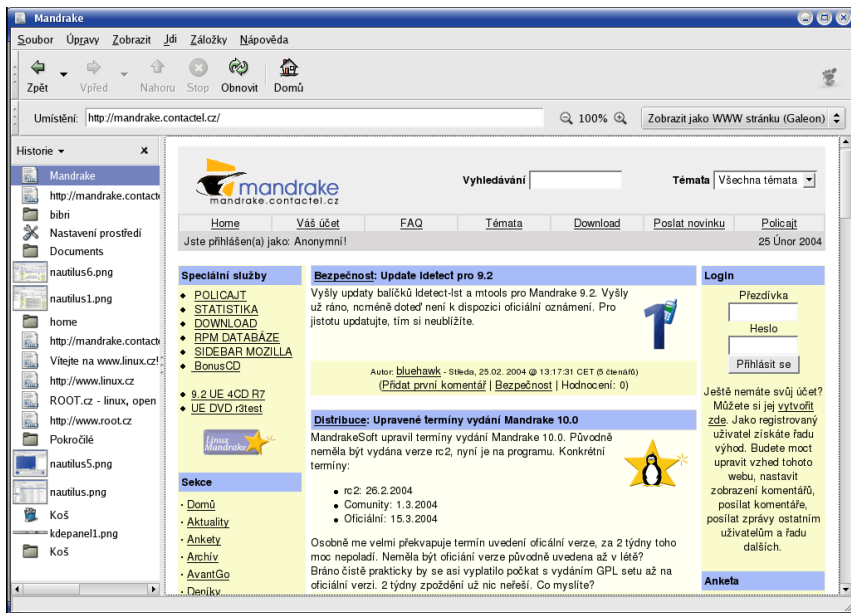 Mandrake
Soubor Úpravy Zobrazit Jdi Záložky Nápověda
Zpět Vpřed Nahoru Stop Obnovit Domů
Umístění: http://mandrake.contactel.cz/ 100% Zobrazit jako WWW stránku (Galeon)
Historie x
Mandrake
http://mandrake.contacte
bibri
Nastavení prostředí
Documents
nautilus6.png
nautilus1.png
home
http://mandrake.contacte
Vítejte na www.linux.cz!
http://www.linux.cz
ROOT.cz - linux, open
http://www.root.cz
Pokročilé
nautilus5.png
nautilus.png
Koš
kdepanel1.png
Koš
mandrake
mandrake.contactel.cz
Vyhledávání
Témata Všechna témata
Home Váš účet FAQ Témata Download Poslat novinku Policajt
Jste přihlášen(a) jako: Anonymní!
25 Únor 2004
Speciální služby
POLICAJT
STATISTIKA
DOWNLOAD
RPM DATABÁZE
SIDEBAR MOZILLA
BonusCD
9.2 UE 4CD R7
UE DVD r3test
Linux
Mandrake
Sekce
Domů
Aktuality
Ankety
Archív
AvantGo
Deníky
Bezpečnost: Update ldetect pro 9.2
Vyšly updaty balíčků ldetect-lst a mtools pro Mandrake 9.2. Vyšly
už ráno, ncméně doteď není k dispozici oficiální oznámení. Pro
jistotu updatujte, tím si neublížíte.
Autor: bluehawk - Středa, 25.02. 2004 @ 13:17:31 CET (5 čtenářů)
(Přidat první komentář | Bezpečnost | Hodnocení: 0)
Distribuce: Upravené termíny vydání Mandrake 10.0
MandrakeSoft upravil termíny vydání Mandrake 10.0. Původně
neměla být vydána verze rc2, nyní je na programu. Konkrétní
termíny:
rc2: 26.2.2004
Comunity: 1.3.2004
Oficiální: 15.3.2004
Osobně me velmi překvapuje termín uvedení oficiální verze, za 2 týdny toho
moc nepoladí. Neměla být oficiání verze původně uvedena až v létě?
Bráno čistě prakticky by se asi vyplatilo počkat s vydáním GPL setu až na
oficiální verzi. 2 týdny zpoždění už nic neřeší. Co myslíte?
Login
Přezdívka
Heslo
Přihlásit se
Ještě nemáte svůj účet?
Můžete si jej vytvořit
zde. Jako registrovaný
uživatel získáte řadu
výhod. Budete moct
upravit vzhed tohoto
webu, nastavit
zobrazení komentářů,
posílat komentáře,
posílat zprávy ostatním
uživatelům a řadu
dalších.
Anketa